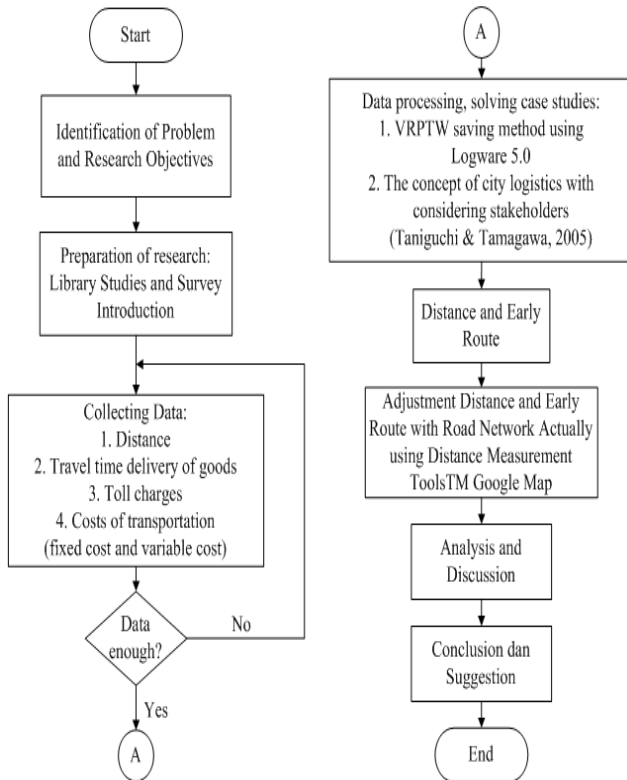 Start
Identification of Problem
and Research Objectives
Preparation of research:
Library Studies and Survey
Introduction
Collecting Data:
1. Distance
2. Travel time delivery of goods
3. Toll charges
4. Costs of transportation
(fixed cost and variable cost)
Data
enough?
No
Yes
A
A
Data processing, solving case studies:
1. VRPTW saving method using
Logware 5.0
2. The concept of city logistics with
considering stakeholders
(Taniguchi & Tamagawa, 2005)
Distance and Early
Route
Adjustment Distance and Early
Route with Road Network Actually
using Distance Measurement
ToolsTM Google Map
Analysis and
Discussion
Conclusion dan
Suggestion
End